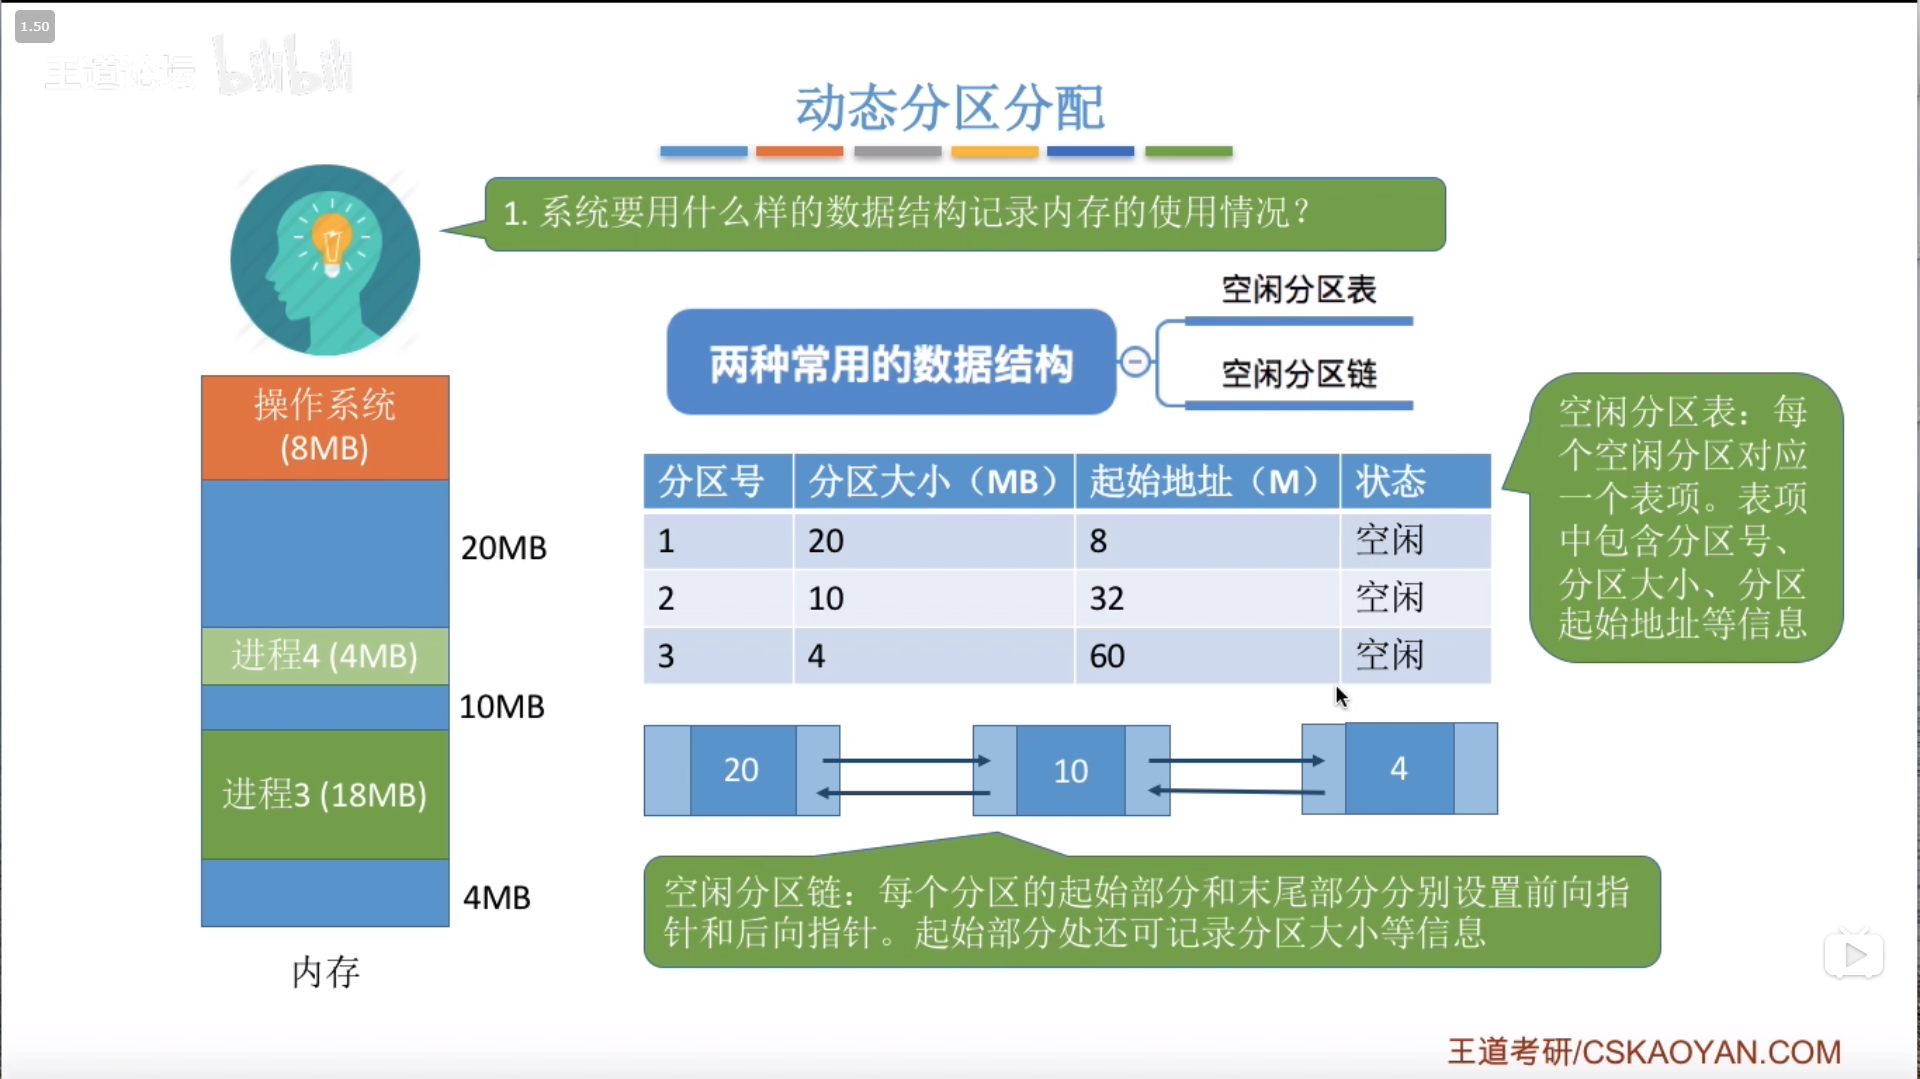 1.50
王道论坛 bilibili
动态分区分配
1. 系统要用什么样的数据结构记录内存的使用情况？
空闲分区表
两种常用的数据结构
空闲分区链
操作系统
(8MB)
20MB
进程4 (4MB)
10MB
进程3 (18MB)
4MB
内存
分区号 分区大小（MB） 起始地址（M） 状态
1 20 8 空闲
2 10 32 空闲
3 4 60 空闲
空闲分区表：每
个空闲分区对应
一个表项。表项
中包含分区号、
分区大小、分区
起始地址等信息
20 10 4
空闲分区链：每个分区的起始部分和末尾部分分别设置前向指
针和后向指针。起始部分处还可记录分区大小等信息
王道考研/CSKAOYAN.COM